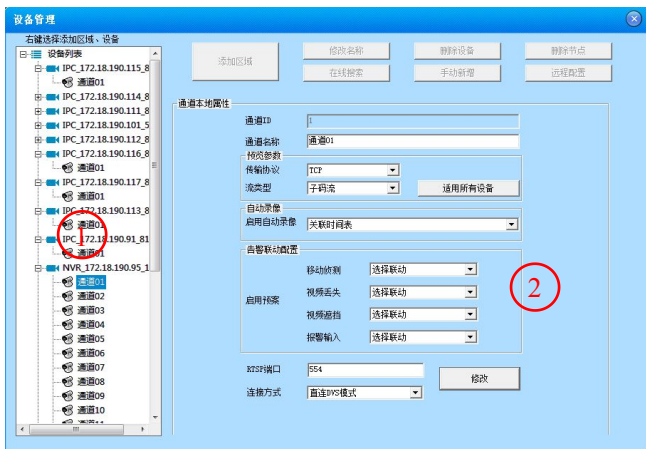 设备管理
右键选择添加区域、设备
设备列表
IPC_172.18.190.115_8
通道01
IPC_172.18.190.114_8
IPC_172.18.190.111_8
IPC_172.18.190.101_5
IPC_172.18.190.112_8
IPC_172.18.190.116_8
通道01
IPC_172.18.190.117_8
通道01
IPC_172.18.190.113_8
通道01
IPC_172.18.190.91_81
通道01
NVR_172.18.190.95_1
通道01
通道02
通道03
通道04
通道05
通道06
通道07
通道08
通道09
通道10
①
添加区域
修改名称 删除设备 删除节点
在线搜索 手动新增 远程配置
通道本地属性
通道ID 1
通道名称 通道01
预览参数
传输协议 TCP
流类型 子码流 适用所有设备
自动录像
启用自动录像 关联时间表
告警联动配置
启用预案
移动侦测 选择联动
视频丢失 选择联动
视频遮挡 选择联动
报警输入 选择联动
②
RTSP端口 554
连接方式 直连DVS模式
修改